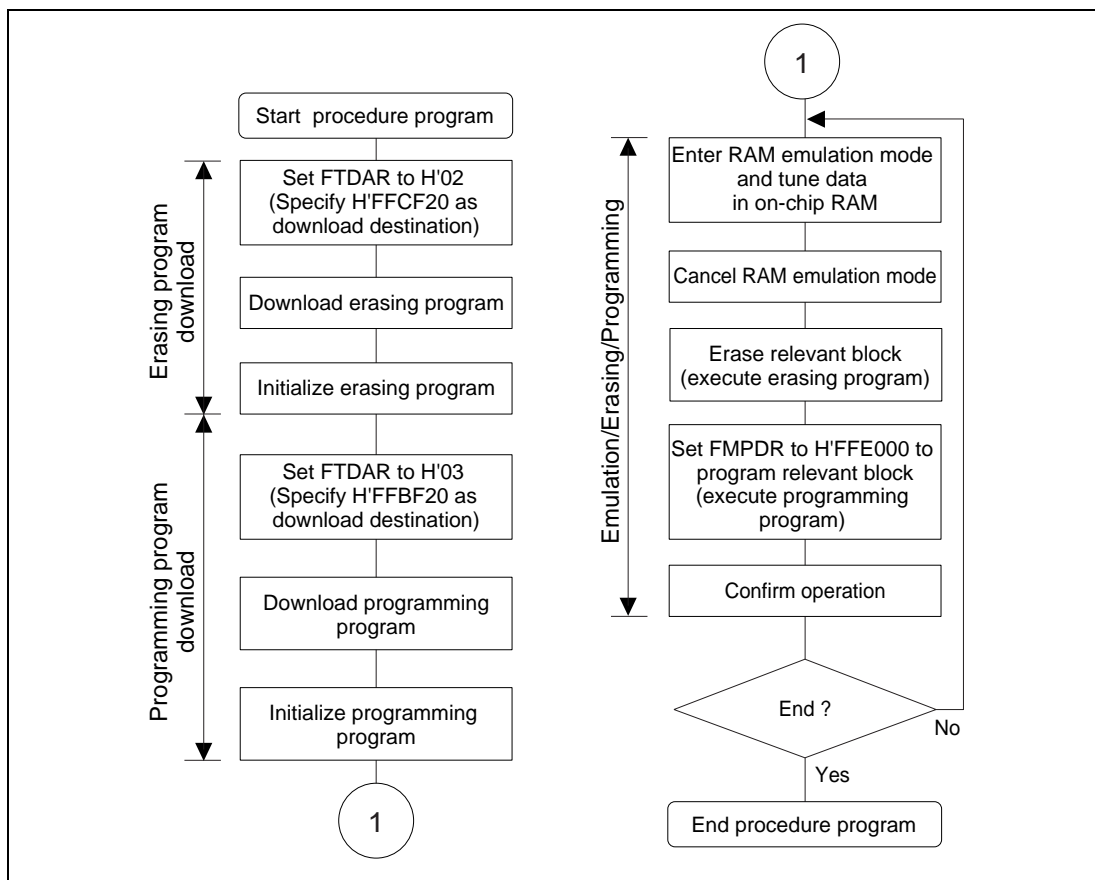 Start procedure program
Erasing program
download
Set FTDAR to H'02
(Specify H'FFCF20 as
download destination)
Download erasing program
Initialize erasing program
Programming program
download
Set FTDAR to H'03
(Specify H'FFBF20 as
download destination)
Download programming
program
Initialize programming
program
1
1
Emulation/Erasing/Programming
Enter RAM emulation mode
and tune data
in on-chip RAM
Cancel RAM emulation mode
Erase relevant block
(execute erasing program)
Set FMPDR to H'FFE000 to
program relevant block
(execute programming
program)
Confirm operation
End ?
No
Yes
End procedure program